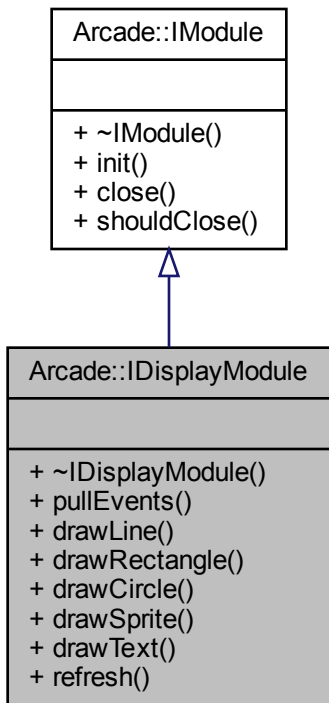 Arcade::IModule
+ ~IModule()
+ init()
+ close()
+ shouldClose()
Arcade::IDisplayModule
+ ~IDisplayModule()
+ pullEvents()
+ drawLine()
+ drawRectangle()
+ drawCircle()
+ drawSprite()
+ drawText()
+ refresh()